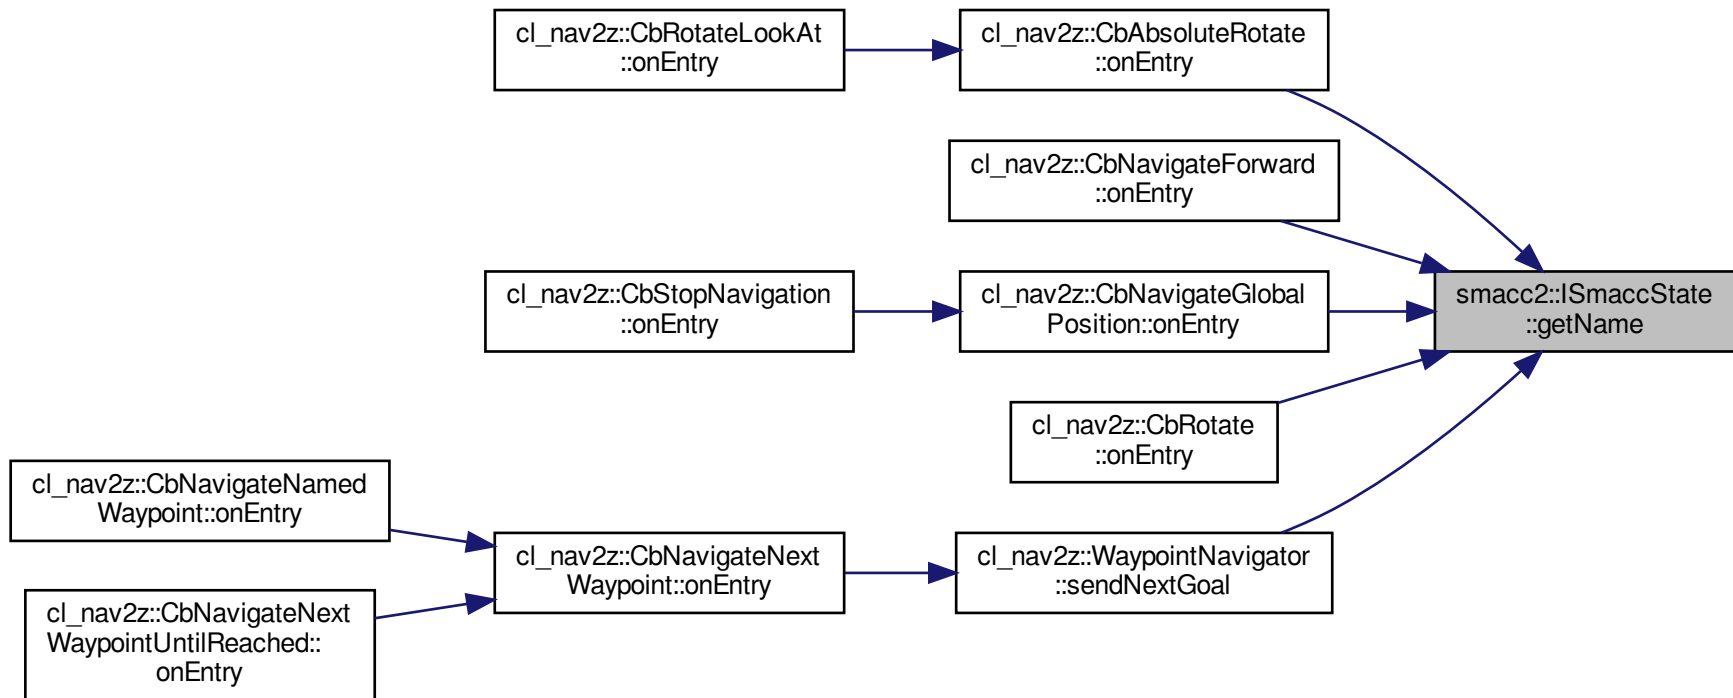 cl_nav2z::CbRotateLookAt
::onEntry
cl_nav2z::CbAbsoluteRotate
::onEntry
cl_nav2z::CbNavigateForward
::onEntry
cl_nav2z::CbStopNavigation
::onEntry
cl_nav2z::CbNavigateGlobal
Position::onEntry
smacc2::ISmaccState
::getName
cl_nav2z::CbRotate
::onEntry
cl_nav2z::CbNavigateNamed
Waypoint::onEntry
cl_nav2z::CbNavigateNext
Waypoint::onEntry
cl_nav2z::WaypointNavigator
::sendNextGoal
cl_nav2z::CbNavigateNext
WaypointUntilReached::
onEntry